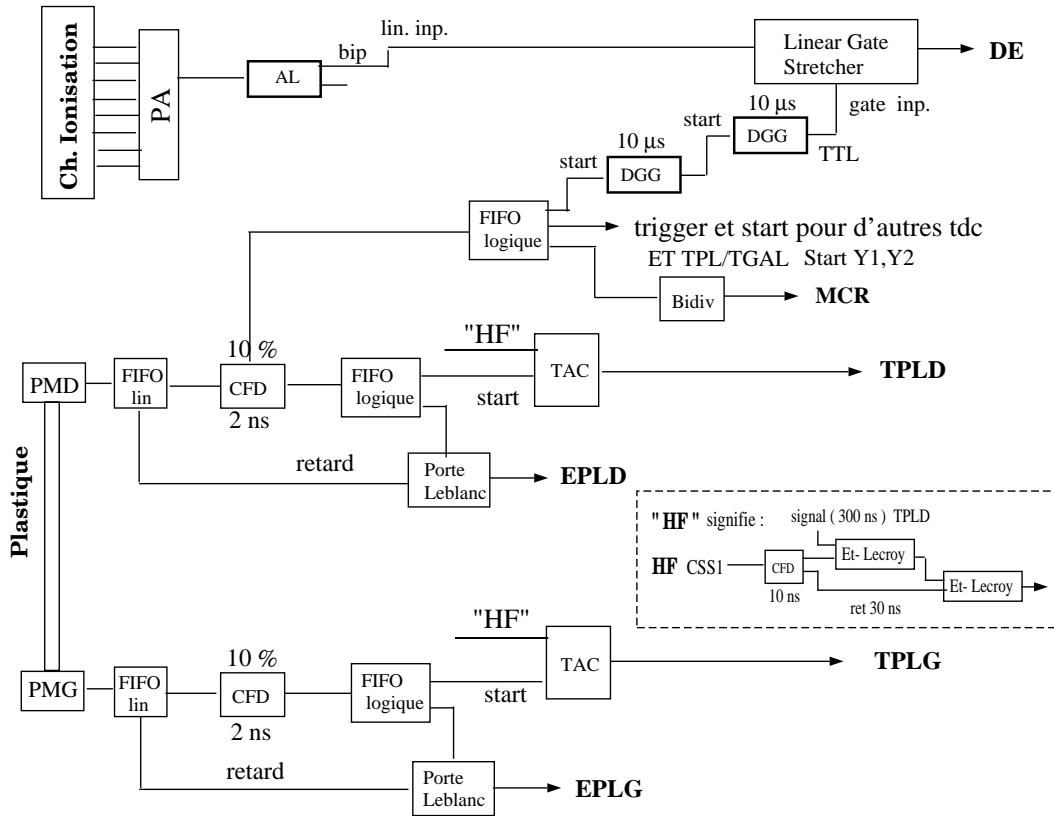 Ch. Ionisation
PA
AL
bip
lin. inp.
Linear Gate
Stretcher
DE
gate inp.
10 µs
DGG
TTL
start
10 µs
DGG
start
FIFO
logique
trigger et start pour d'autres tdc
ET TPL/TGAL Start Y1,Y2
Bidiv
MCR
"HF"
TAC
TPLD
PMD
FIFO
lin
10 %
CFD
2 ns
FIFO
logique
start
retard
Porte
Leblanc
EPLD
Plastique
"HF" signifie : signal ( 300 ns ) TPLD
Et- Lecroy
HF CSS1
CFD
10 ns
Et- Lecroy
ret 30 ns
"HF"
TAC
TPLG
PMG
FIFO
lin
10 %
CFD
2 ns
FIFO
logique
start
retard
Porte
Leblanc
EPLG